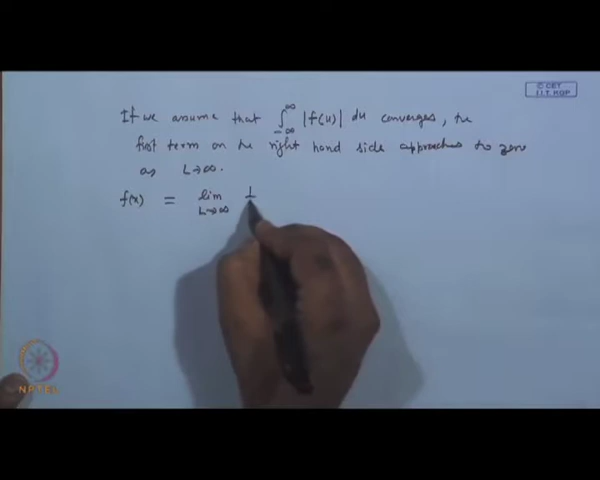 ©CET
I.I.T. KGP
If we assume that ∫_{-∞}^{∞} |f(u)| du converges, the
first term on the right hand side approaches to zero
as L→∞.
f(x) = lim_{L→∞} 1
NPTEL